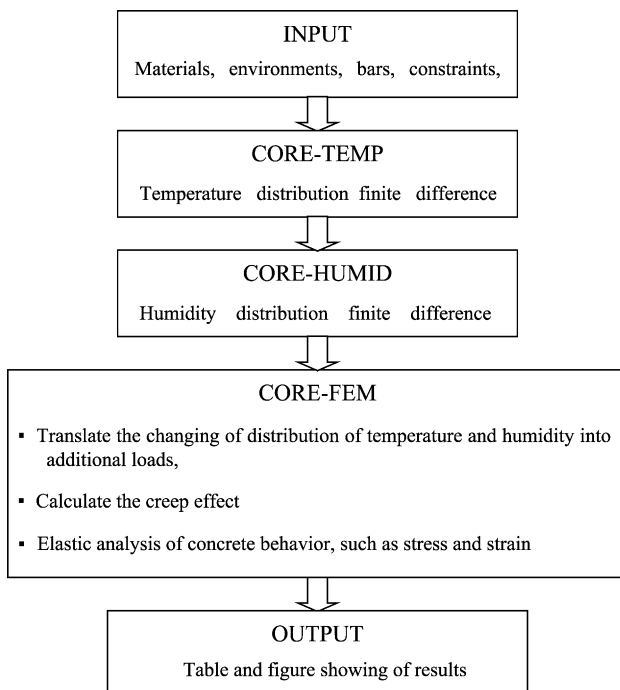 INPUT
Materials, environments, bars, constraints,
CORE-TEMP
Temperature distribution finite difference
CORE-HUMID
Humidity distribution finite difference
CORE-FEM
▪ Translate the changing of distribution of temperature and humidity into
additional loads,
▪ Calculate the creep effect
▪ Elastic analysis of concrete behavior, such as stress and strain
OUTPUT
Table and figure showing of results